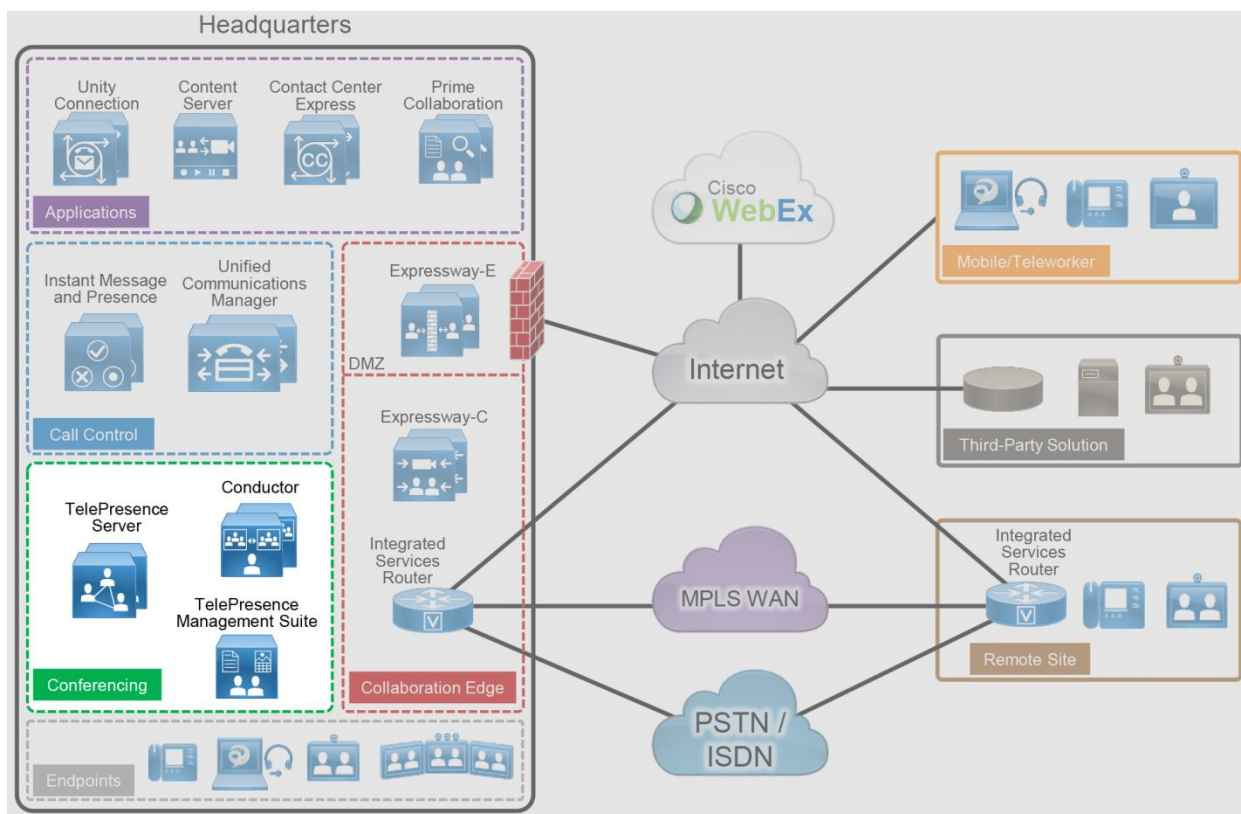 Headquarters
Unity
Connection
Content
Server
Contact Center
Express
Prime
Collaboration
CC
Applications
Instant Message
and Presence
Unified
Communications
Manager
Call Control
Expressway-E
DMZ
Expressway-C
Integrated
Services
Router
V
Collaboration Edge
TelePresence
Server
Conductor
TelePresence
Management Suite
Conferencing
Endpoints
Cisco
WebEx
Internet
MPLS WAN
PSTN /
ISDN
Mobile/Teleworker
Third-Party Solution
Integrated
Services
Router
V
Remote Site